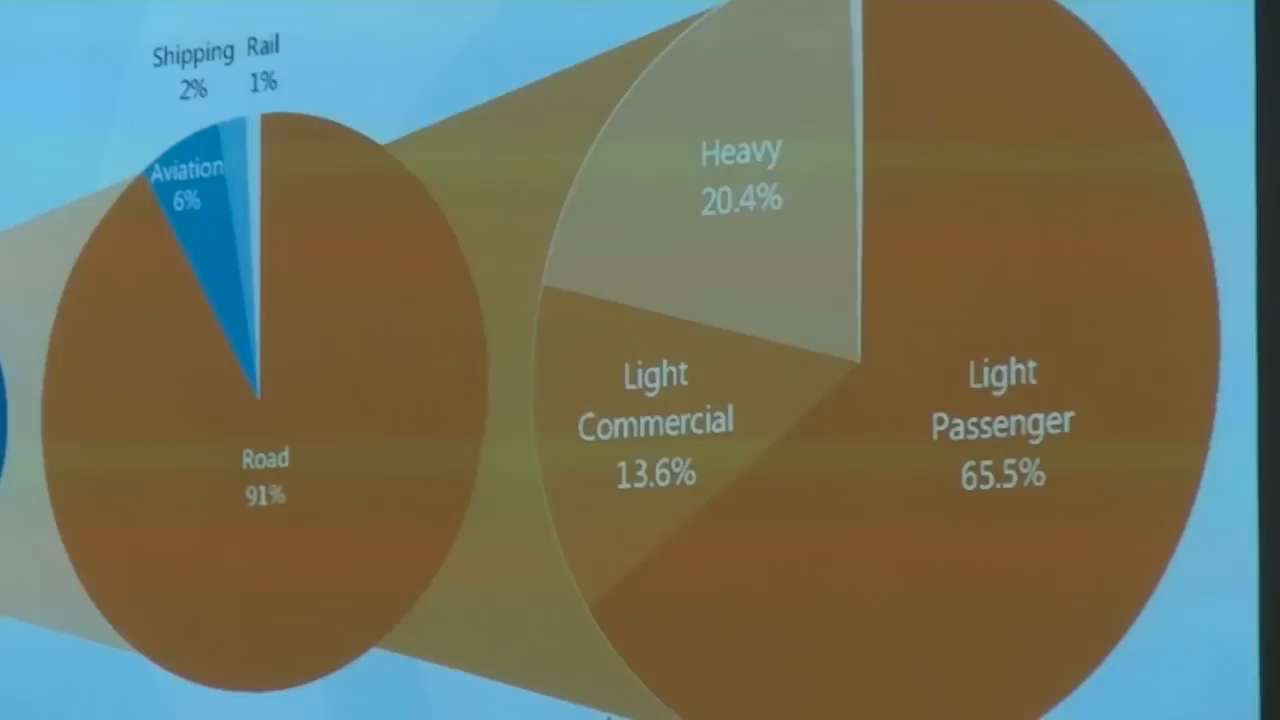 Shipping Rail
2% 1%
Aviation
6%
Road
91%
Heavy
20.4%
Light
Commercial
13.6%
Light
Passenger
65.5%